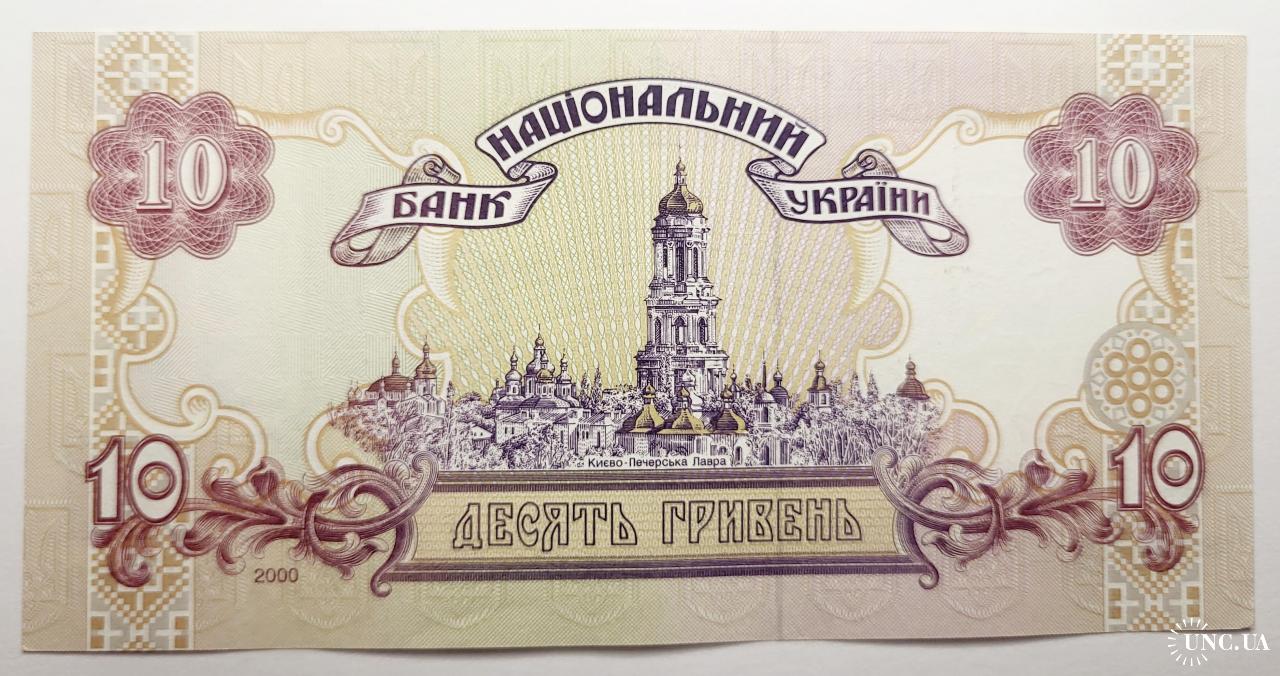 НАЦІОНАЛЬНИЙ
БАНК УКРАЇНИ
10 10
Києво-Печерська Лавра
10 10
ДЕСЯТЬ ГРИВЕНЬ
2000
UNC.UA